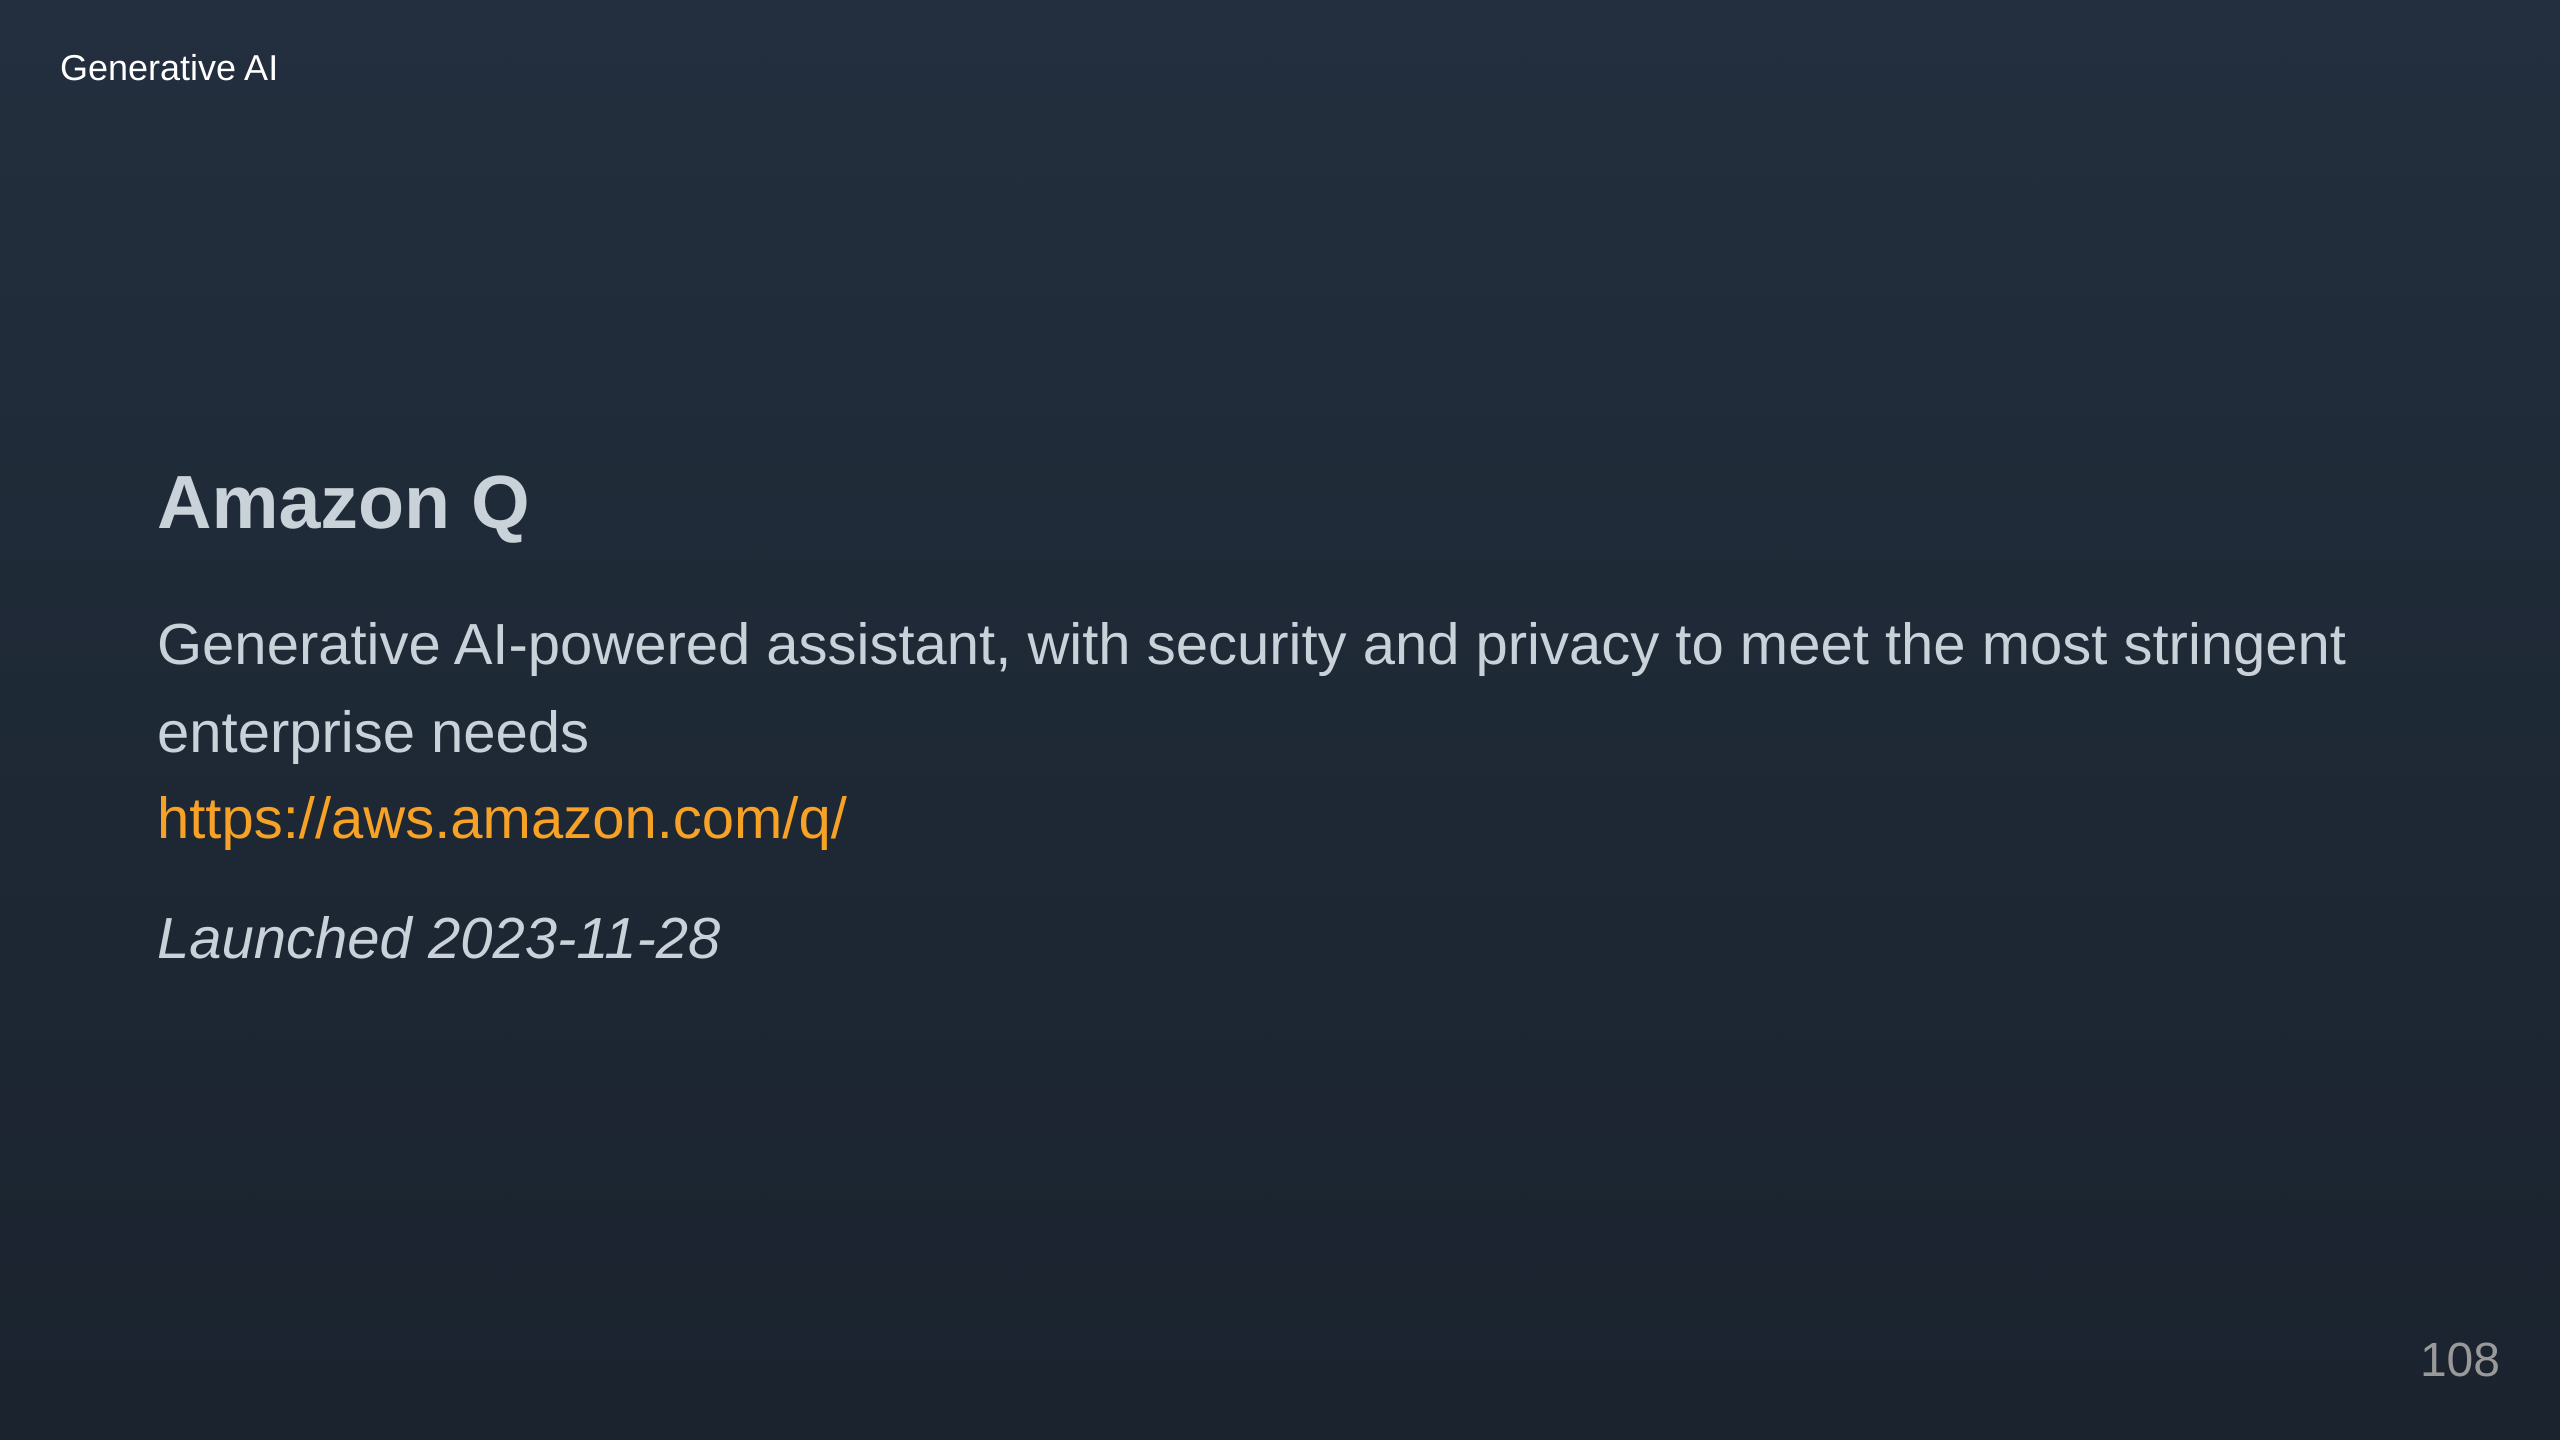 Generative AI
Amazon Q
Generative AI-powered assistant, with security and privacy to meet the most stringent
enterprise needs
https://aws.amazon.com/q/
Launched 2023-11-28
108